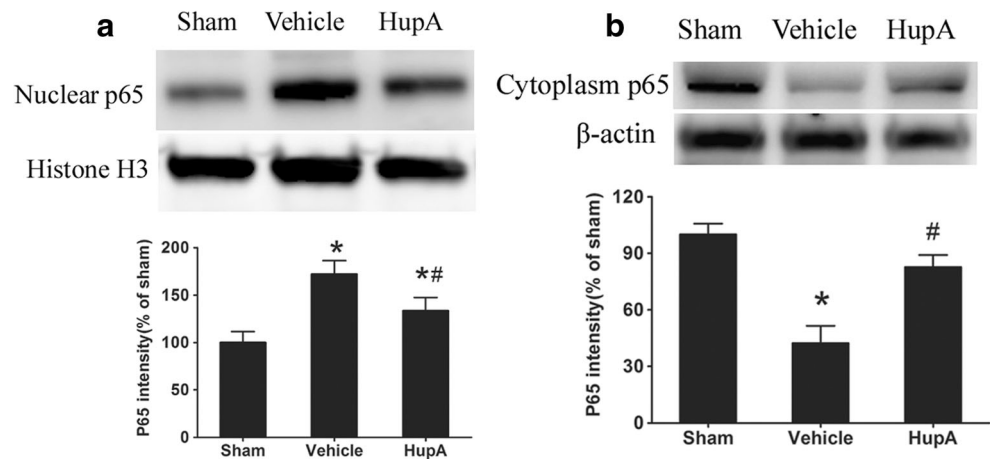 a
Sham Vehicle HupA
Nuclear p65
Histone H3
P65 intensity(% of sham)
200
150
100
50
0
*
*#
Sham Vehicle HupA
b
Sham Vehicle HupA
Cytoplasm p65
β-actin
P65 intensity(% of sham)
120
90
60
30
0
*
#
Sham Vehicle HupA